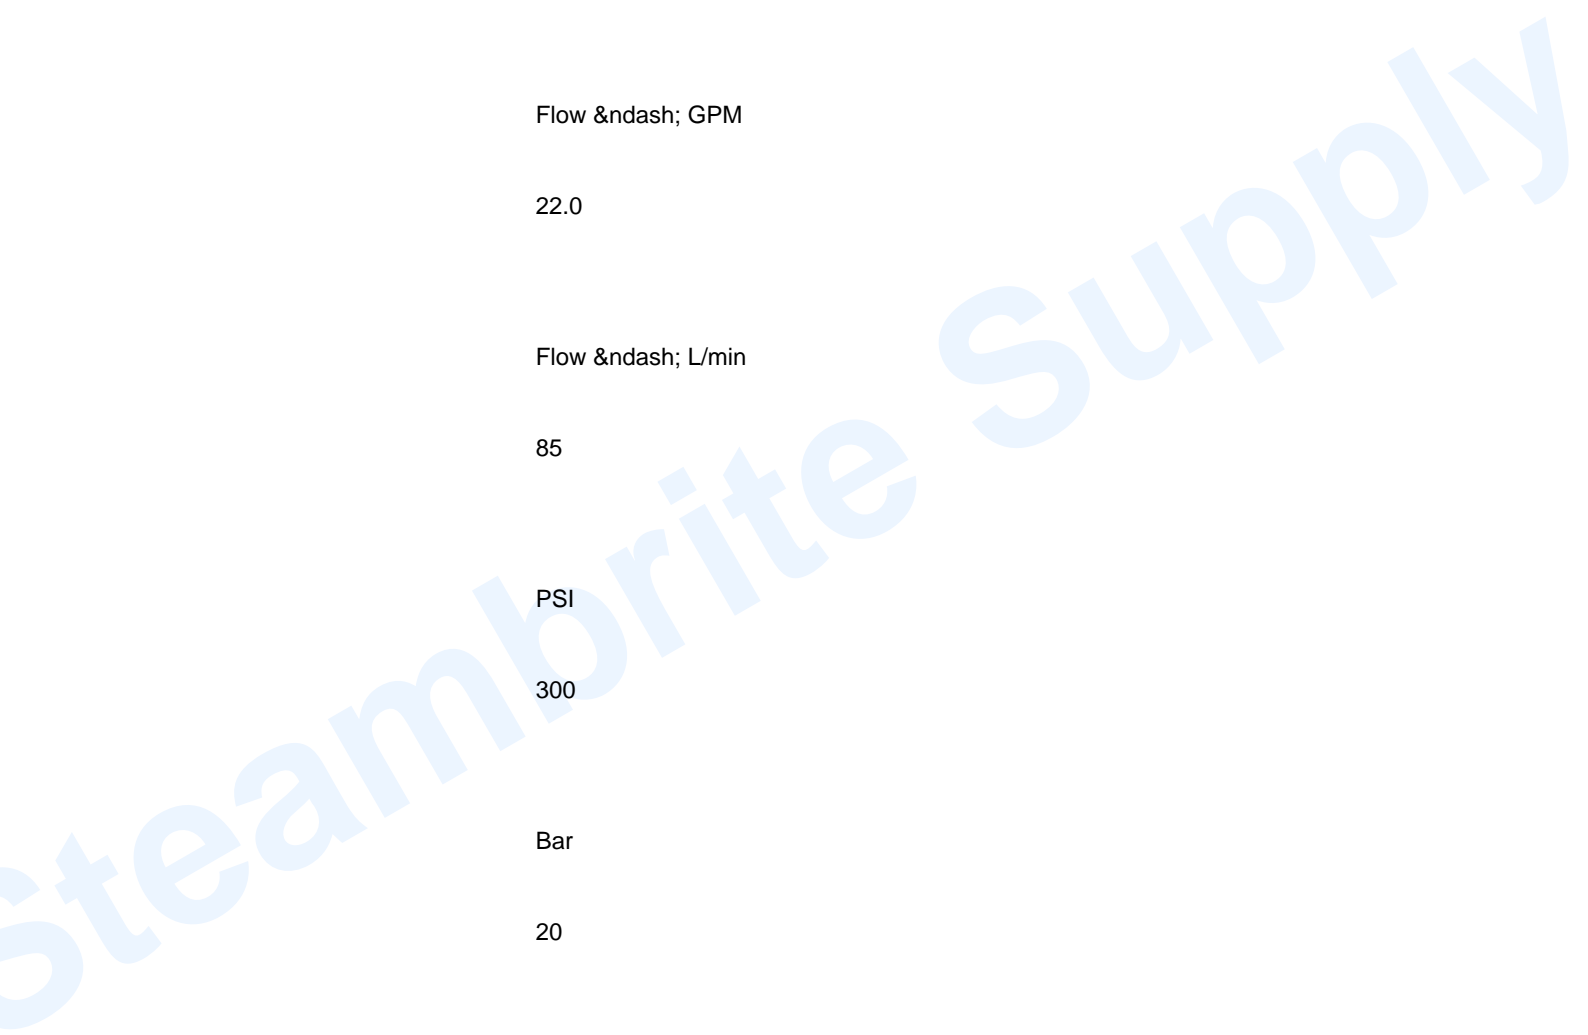 Flow &ndash; GPM
22.0
Flow &ndash; L/min
85
PSI
300
Bar
20
Steambrite Supply